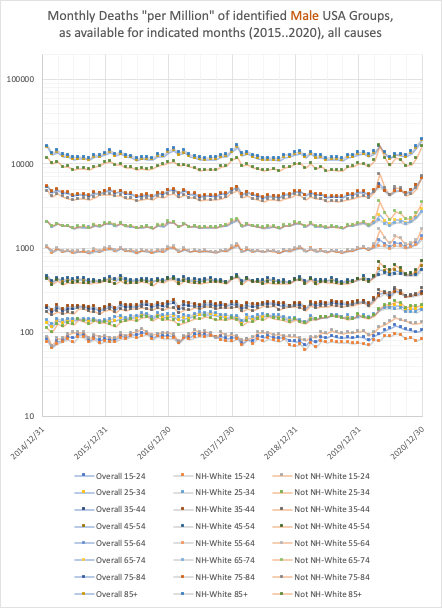 Monthly Deaths "per Million" of identified Male USA Groups,
as available for indicated months (2015..2020), all causes
100000
10000
1000
100
10
2014/12/31
2015/12/31
2016/12/30
2017/12/30
2018/12/31
2019/12/31
2020/12/30
Overall 15-24 NH-White 15-24 Not NH-White 15-24
Overall 25-34 NH-White 25-34 Not NH-White 25-34
Overall 35-44 NH-White 35-44 Not NH-White 35-44
Overall 45-54 NH-White 45-54 Not NH-White 45-54
Overall 55-64 NH-White 55-64 Not NH-White 55-64
Overall 65-74 NH-White 65-74 Not NH-White 65-74
Overall 75-84 NH-White 75-84 Not NH-White 75-84
Overall 85+ NH-White 85+ Not NH-White 85+